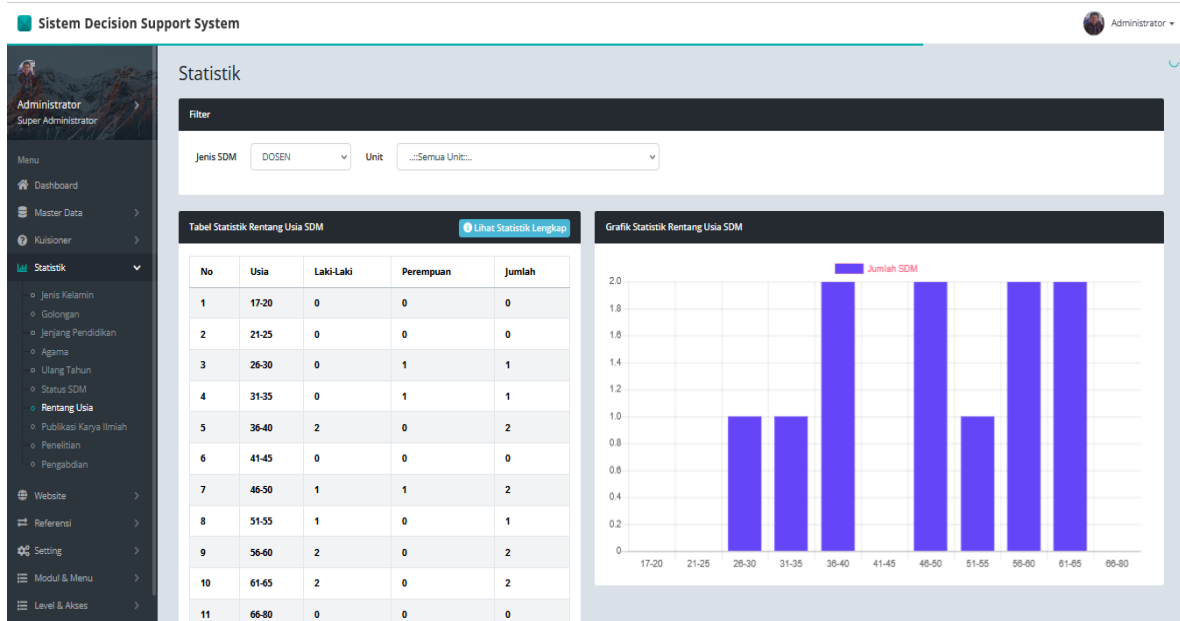 Sistem Decision Support System
Administrator
Administrator
Super Administrator
Menu
Dashboard
Master Data
Kuisioner
Statistik
Jenis Kelamin
Golongan
Jenjang Pendidikan
Agama
Ulang Tahun
Status SDM
Rentang Usia
Publikasi Karya Ilmiah
Penelitian
Pengabdian
Website
Referensi
Setting
Modul & Menu
Level & Akses
Statistik
Filter
Jenis SDM DOSEN Unit ..::Semua Unit::..
Tabel Statistik Rentang Usia SDM Lihat Statistik Lengkap
No Usia Laki-Laki Perempuan Jumlah
1 17-20 0 0 0
2 21-25 0 0 0
3 26-30 0 1 1
4 31-35 0 1 1
5 36-40 2 0 2
6 41-45 0 0 0
7 46-50 1 1 2
8 51-55 1 0 1
9 56-60 2 0 2
10 61-65 2 0 2
11 66-80 0 0 0
Grafik Statistik Rentang Usia SDM
Jumlah SDM
2.0
1.8
1.6
1.4
1.2
1.0
0.8
0.6
0.4
0.2
0
17-20 21-25 26-30 31-35 36-40 41-45 46-50 51-55 56-60 61-65 66-80